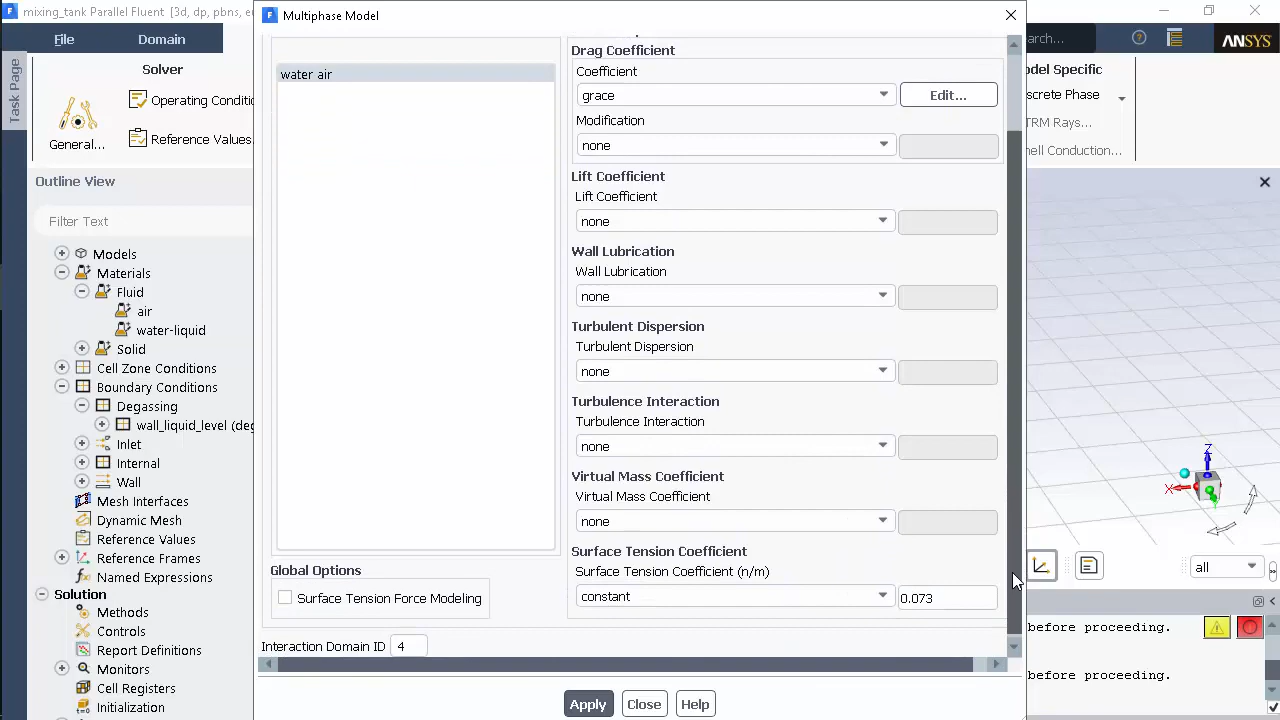 mixing_tank Parallel Fluent [3d, dp, pbns, eu
Multiphase Model
File
Domain
arch...
ANSYS
Task Page
Solver
Operating Conditi
Reference Values.
General...
odel Specific
screte Phase
TRM Rays...
hell Conduction...
Outline View
Filter Text
Models
Materials
Fluid
air
water-liquid
Solid
Cell Zone Conditions
Boundary Conditions
Degassing
wall_liquid_level (deg
Inlet
Internal
Wall
Mesh Interfaces
Dynamic Mesh
Reference Values
Reference Frames
Named Expressions
Solution
Methods
Controls
Report Definitions
Monitors
Cell Registers
Initialization
water air
Global Options
Surface Tension Force Modeling
Interaction Domain ID 4
Drag Coefficient
Coefficient
grace
Edit...
Modification
none
Lift Coefficient
Lift Coefficient
none
Wall Lubrication
Wall Lubrication
none
Turbulent Dispersion
Turbulent Dispersion
none
Turbulence Interaction
Turbulence Interaction
none
Virtual Mass Coefficient
Virtual Mass Coefficient
none
Surface Tension Coefficient
Surface Tension Coefficient (n/m)
constant
0.073
Apply
Close
Help
Z
X
all
before proceeding.
before proceeding.